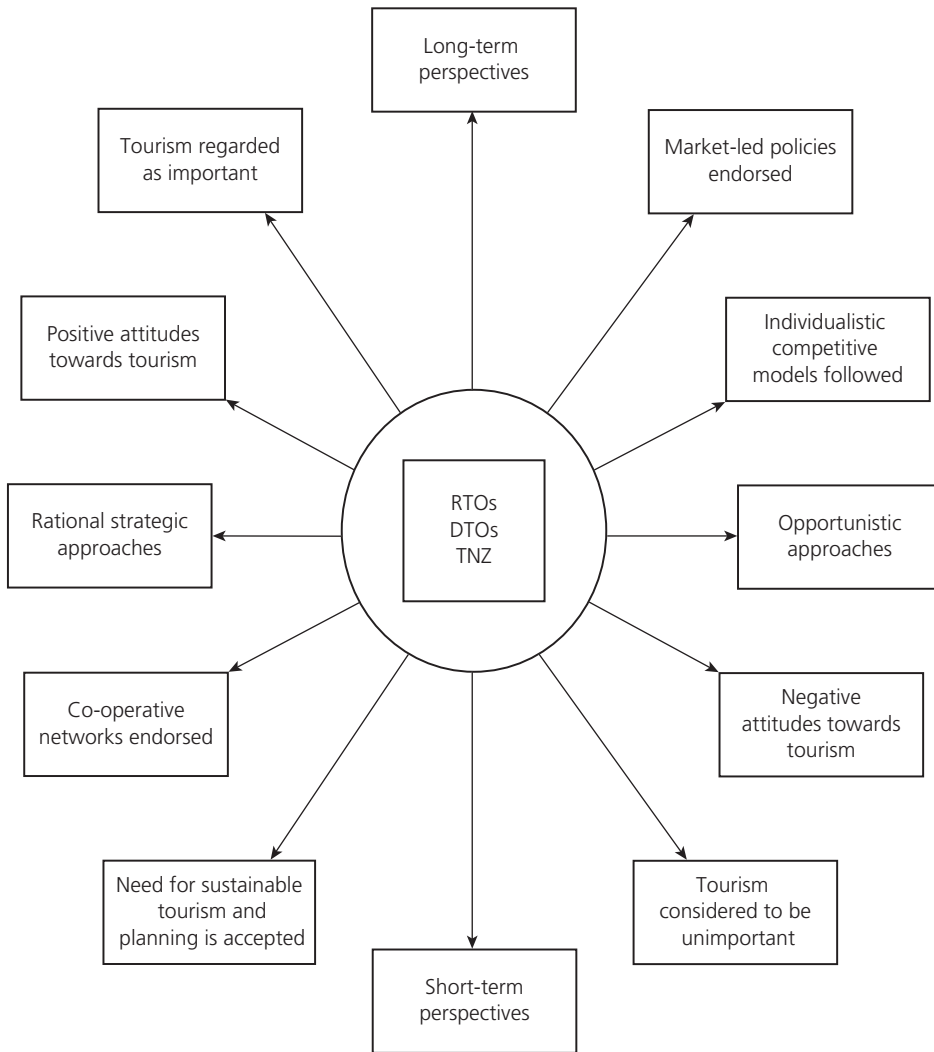 Long-term
perspectives
Tourism regarded
as important
Market-led policies
endorsed
Positive attitudes
towards tourism
Individualistic
competitive
models followed
RTOs
DTOs
TNZ
Rational strategic
approaches
Opportunistic
approaches
Co-operative
networks endorsed
Negative
attitudes towards
tourism
Need for sustainable
tourism and
planning is accepted
Tourism
considered to be
unimportant
Short-term
perspectives